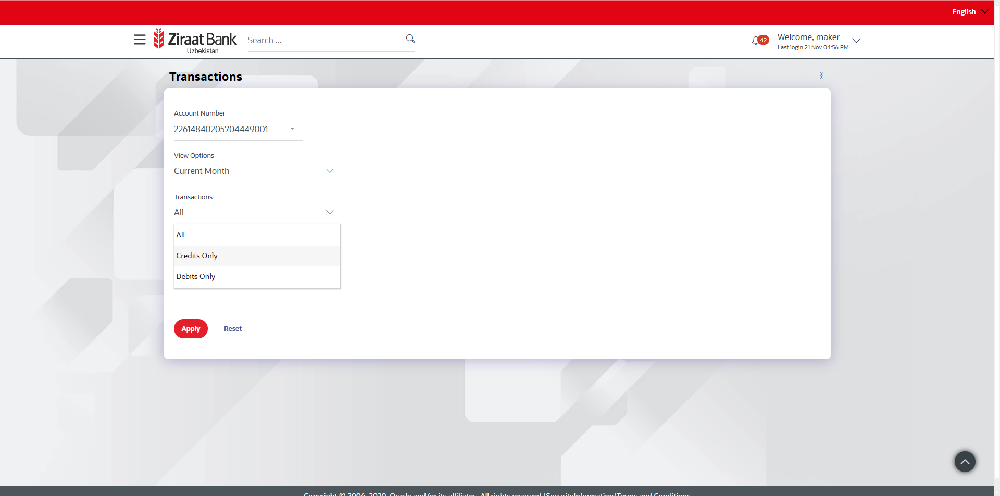 English
Ziraat Bank
Uzbekistan
Search ...
42
Welcome, maker
Last login 21 Nov 04:56 PM
Transactions
Account Number
22614840205704449001
View Options
Current Month
Transactions
All
All
Credits Only
Debits Only
Apply
Reset
Copyright © 2006, 2020, Oracle and/or its affiliates. All rights reserved.|SecurityInformation|Terms and Conditions